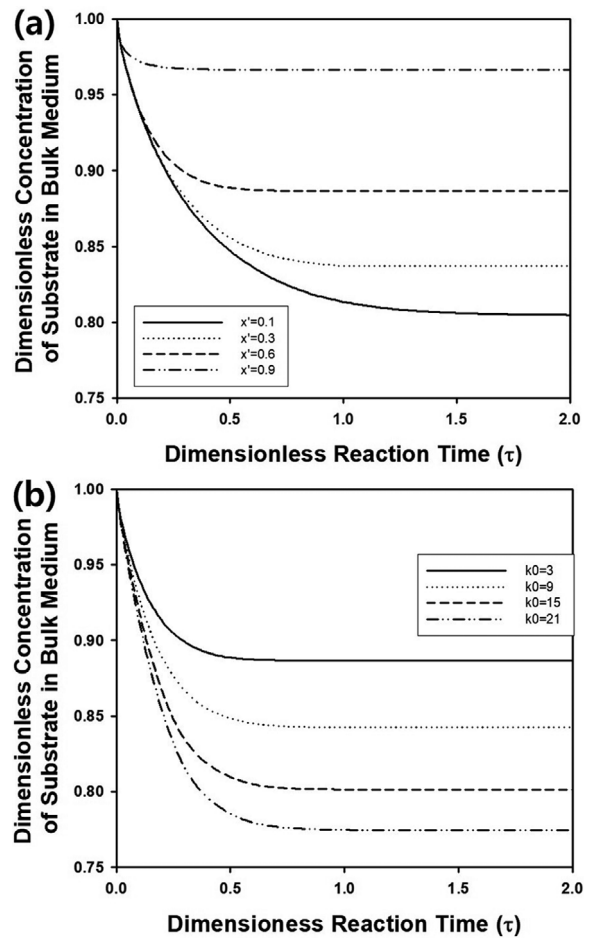 (a)
1.00
0.95
0.90
0.85
0.80
0.75
Dimensionless Concentration
of Substrate in Bulk Medium
x'=0.1
x'=0.3
x'=0.6
x'=0.9
0.0 0.5 1.0 1.5 2.0
Dimensionless Reaction Time (τ)
(b)
1.00
0.95
0.90
0.85
0.80
0.75
Dimensionless Concentration
of Substrate in Bulk Medium
k0=3
k0=9
k0=15
k0=21
0.0 0.5 1.0 1.5 2.0
Dimensioness Reaction Time (τ)